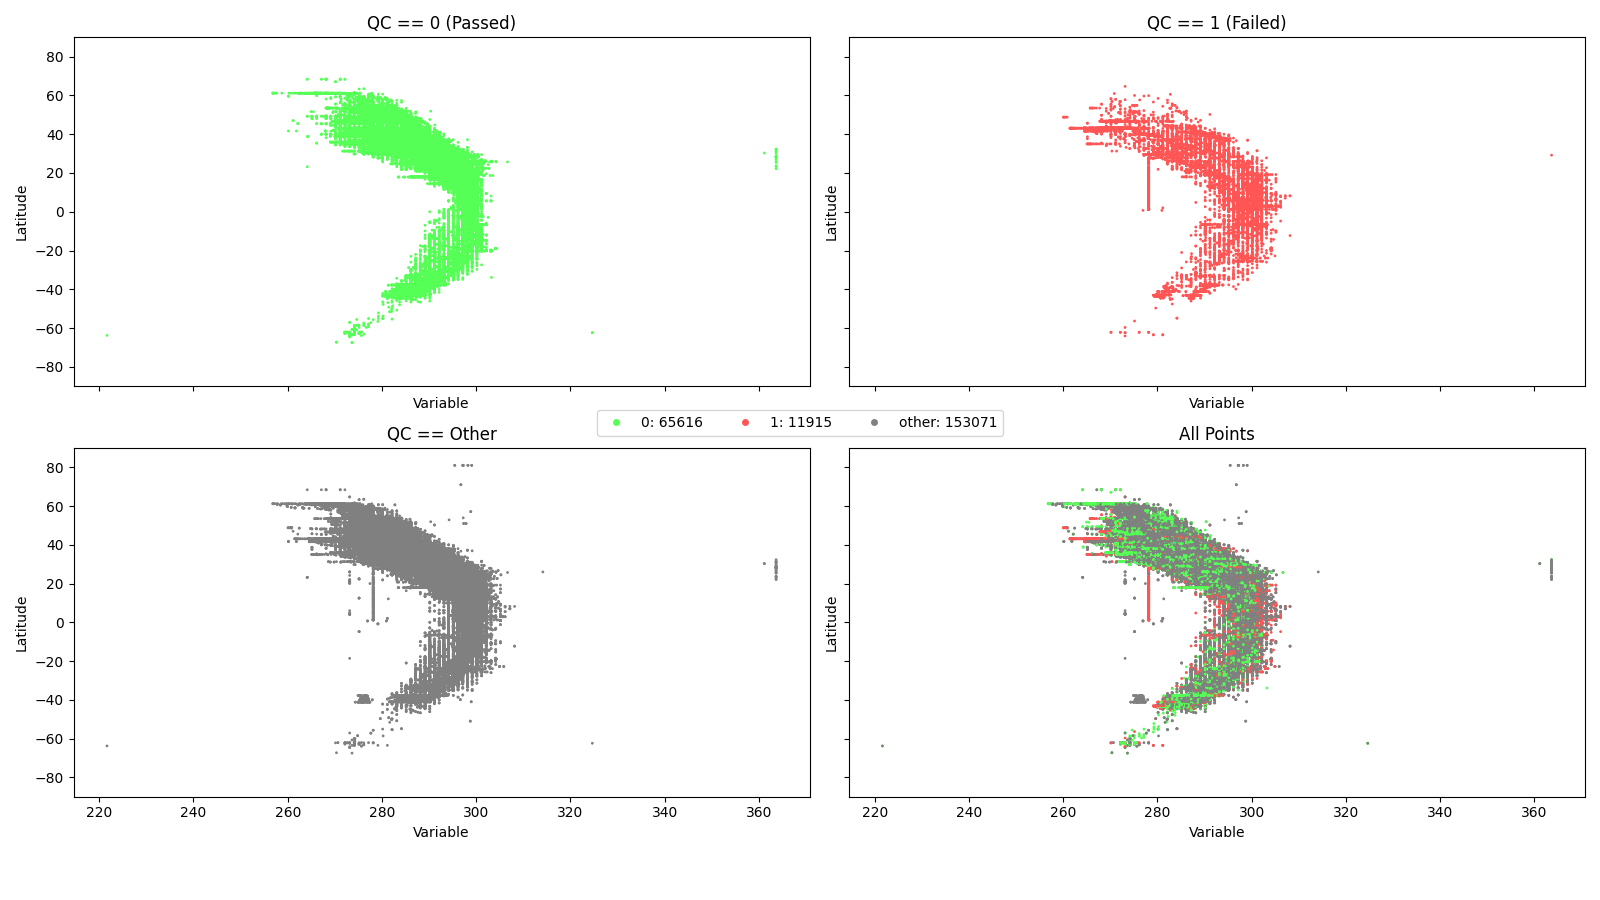 QC == 0 (Passed)
QC == 1 (Failed)
80
60
40
20
0
−20
−40
−60
−80
Latitude
Latitude
Variable
Variable
0: 65616
1: 11915
other: 153071
QC == Other
All Points
80
60
40
20
0
−20
−40
−60
−80
Latitude
Latitude
220
240
260
280
300
320
340
360
220
240
260
280
300
320
340
360
Variable
Variable